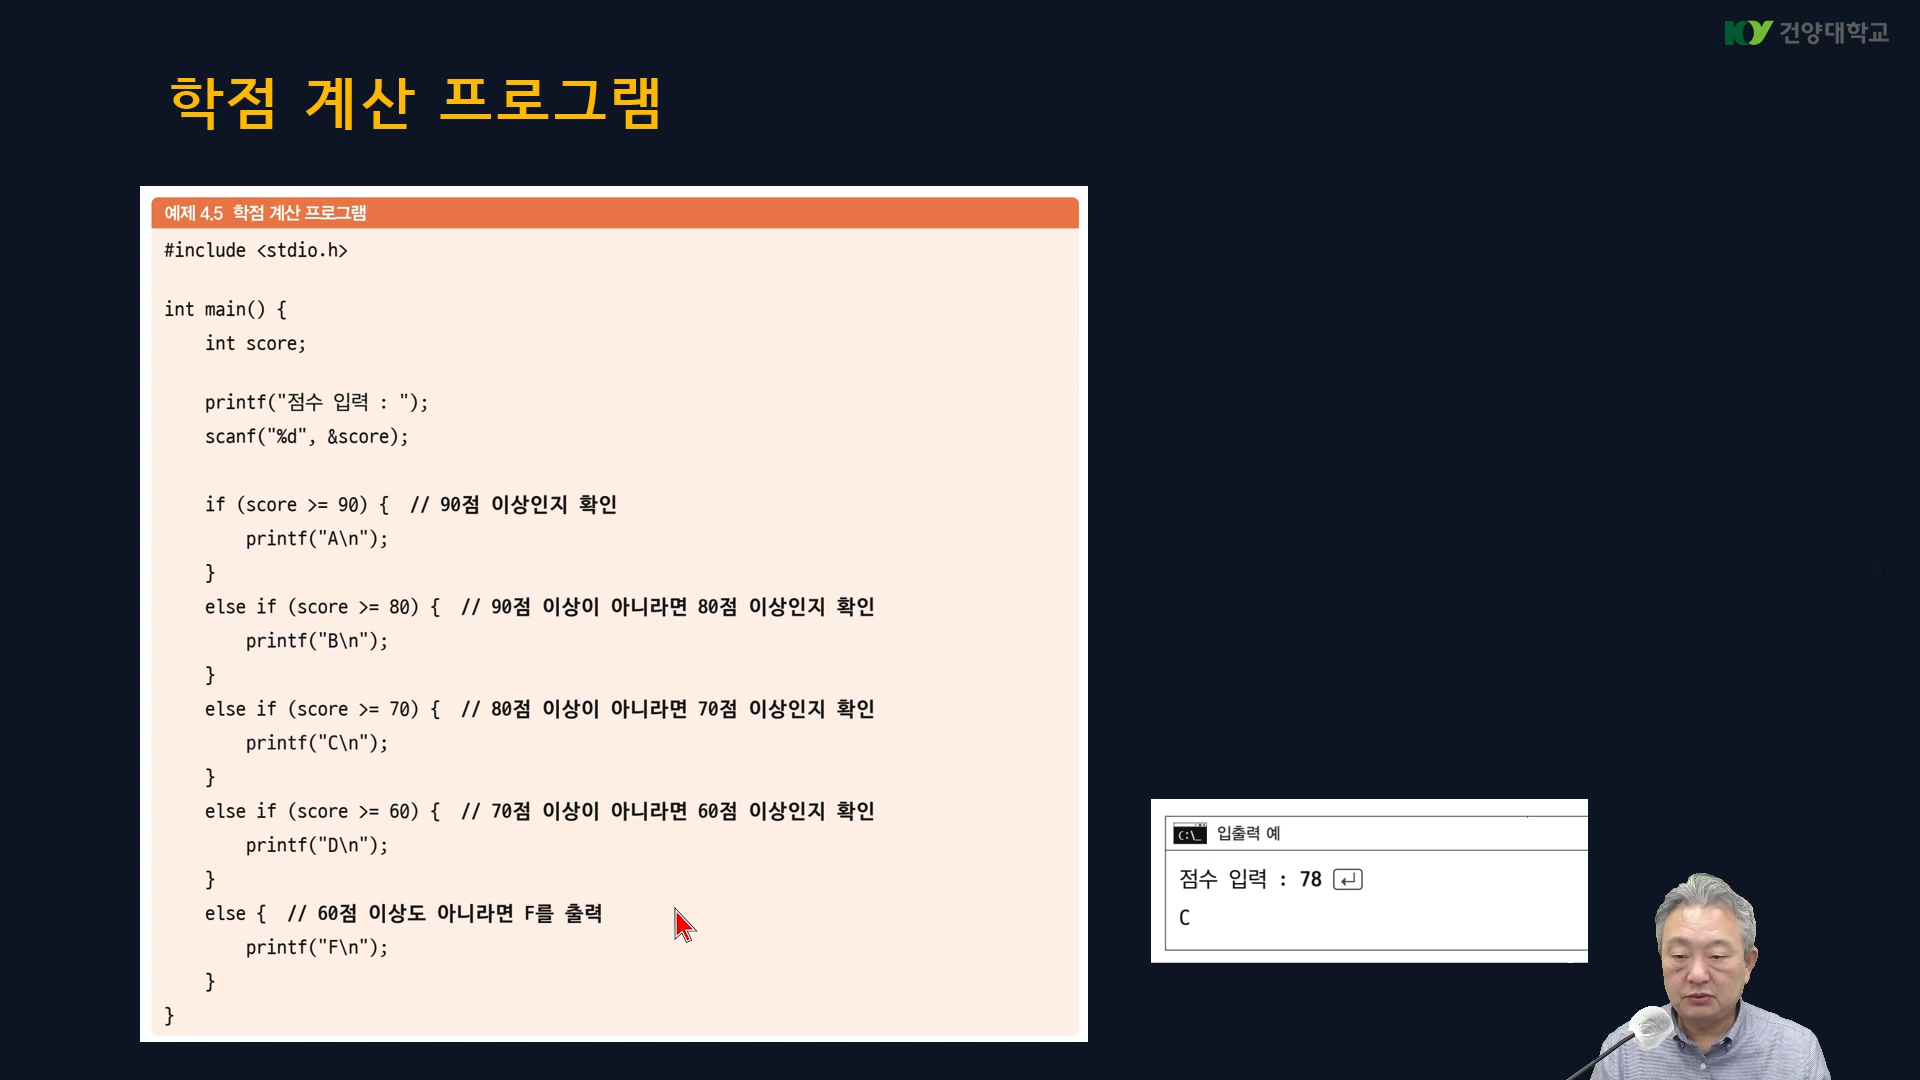 KY 건양대학교
학점 계산 프로그램
예제 4.5 학점 계산 프로그램
#include <stdio.h>
int main() {
    int score;
    printf("점수 입력 : ");
    scanf("%d", &score);
    if (score >= 90) {  // 90점 이상인지 확인
        printf("A\n");
    }
    else if (score >= 80) {  // 90점 이상이 아니라면 80점 이상인지 확인
        printf("B\n");
    }
    else if (score >= 70) {  // 80점 이상이 아니라면 70점 이상인지 확인
        printf("C\n");
    }
    else if (score >= 60) {  // 70점 이상이 아니라면 60점 이상인지 확인
        printf("D\n");
    }
    else {  // 60점 이상도 아니라면 F를 출력
        printf("F\n");
    }
}
C:\_ 입출력 예
점수 입력 : 78 ↵
C